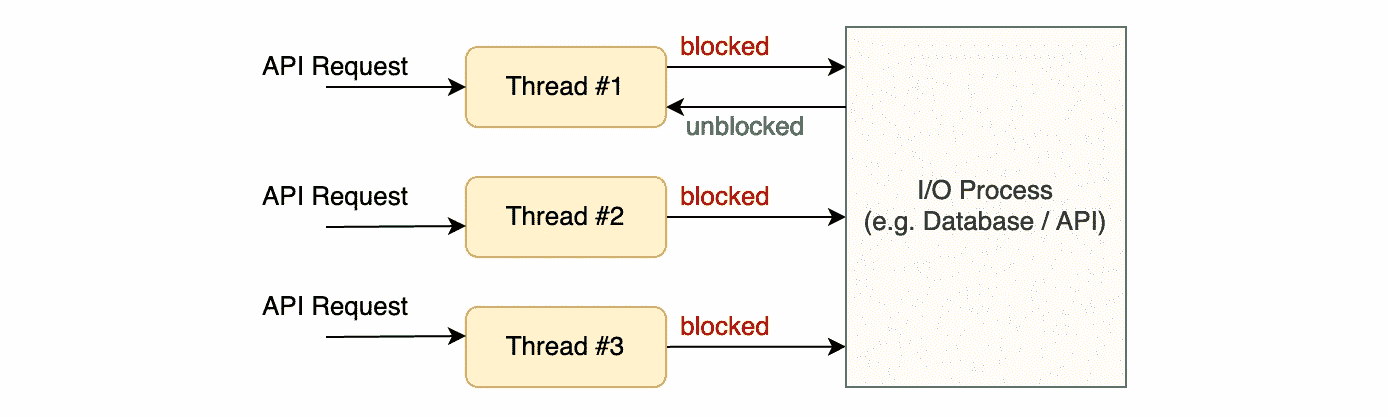 API Request
Thread #1
blocked
unblocked
API Request
Thread #2
blocked
I/O Process
(e.g. Database / API)
API Request
Thread #3
blocked